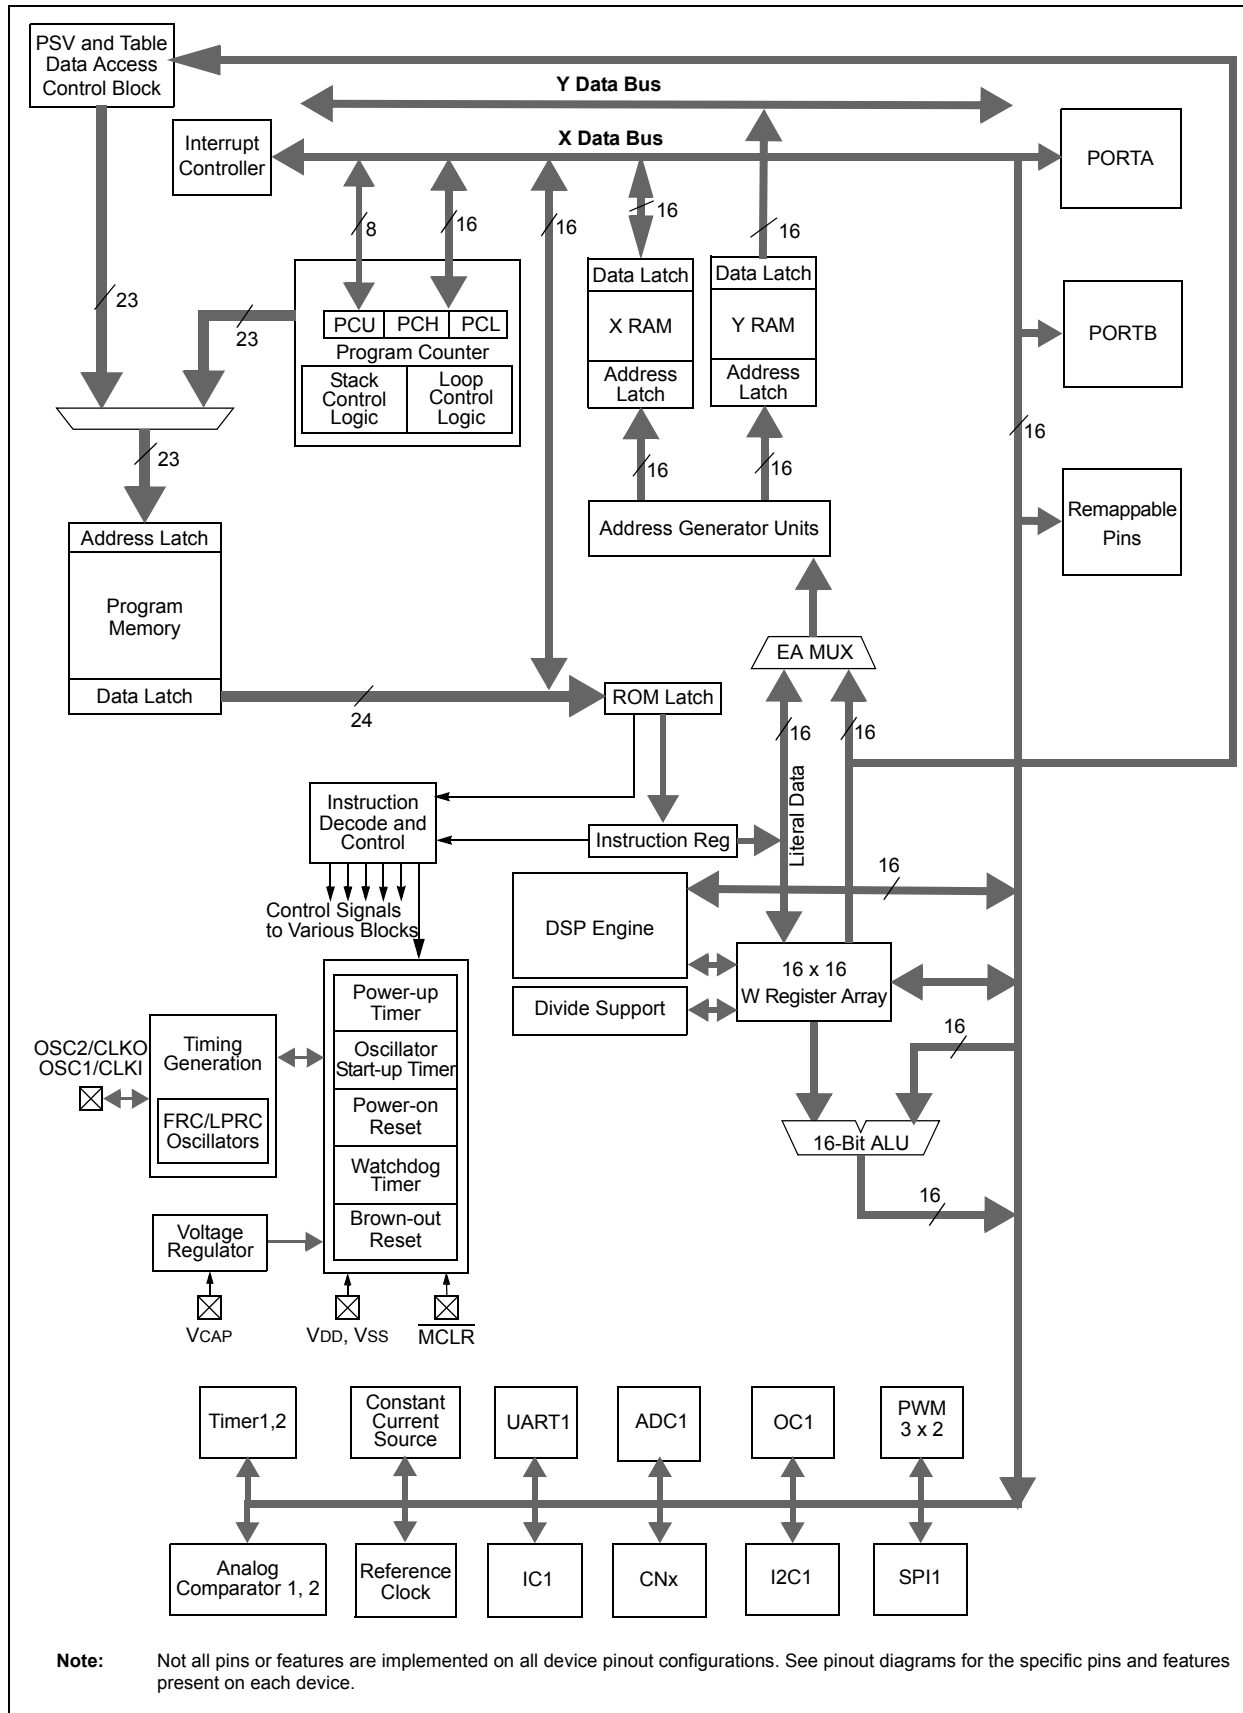 PSV and Table
Data Access
Control Block
Y Data Bus
Interrupt
Controller
X Data Bus
PORTA
8
16
16
16
16
23
23
Data Latch
X RAM
Address
Latch
Data Latch
Y RAM
Address
Latch
PCU
PCH
PCL
Program Counter
Stack
Control
Logic
Loop
Control
Logic
PORTB
16
23
16
16
Address Latch
Program
Memory
Data Latch
Address Generator Units
Remappable
Pins
EA MUX
24
ROM Latch
16
16
Literal Data
Instruction
Decode and
Control
Instruction Reg
Control Signals
to Various Blocks
16
DSP Engine
16 x 16
W Register Array
Divide Support
Power-up
Timer
Oscillator
Start-up Timer
Power-on
Reset
Watchdog
Timer
Brown-out
Reset
OSC2/CLKO
OSC1/CLKI
Timing
Generation
FRC/LPRC
Oscillators
16
16-Bit ALU
16
Voltage
Regulator
VCAP
VDD, VSS
MCLR
Timer1,2
Constant
Current
Source
UART1
ADC1
OC1
PWM
3 x 2
Analog
Comparator 1, 2
Reference
Clock
IC1
CNx
I2C1
SPI1
Note: Not all pins or features are implemented on all device pinout configurations. See pinout diagrams for the specific pins and features
present on each device.